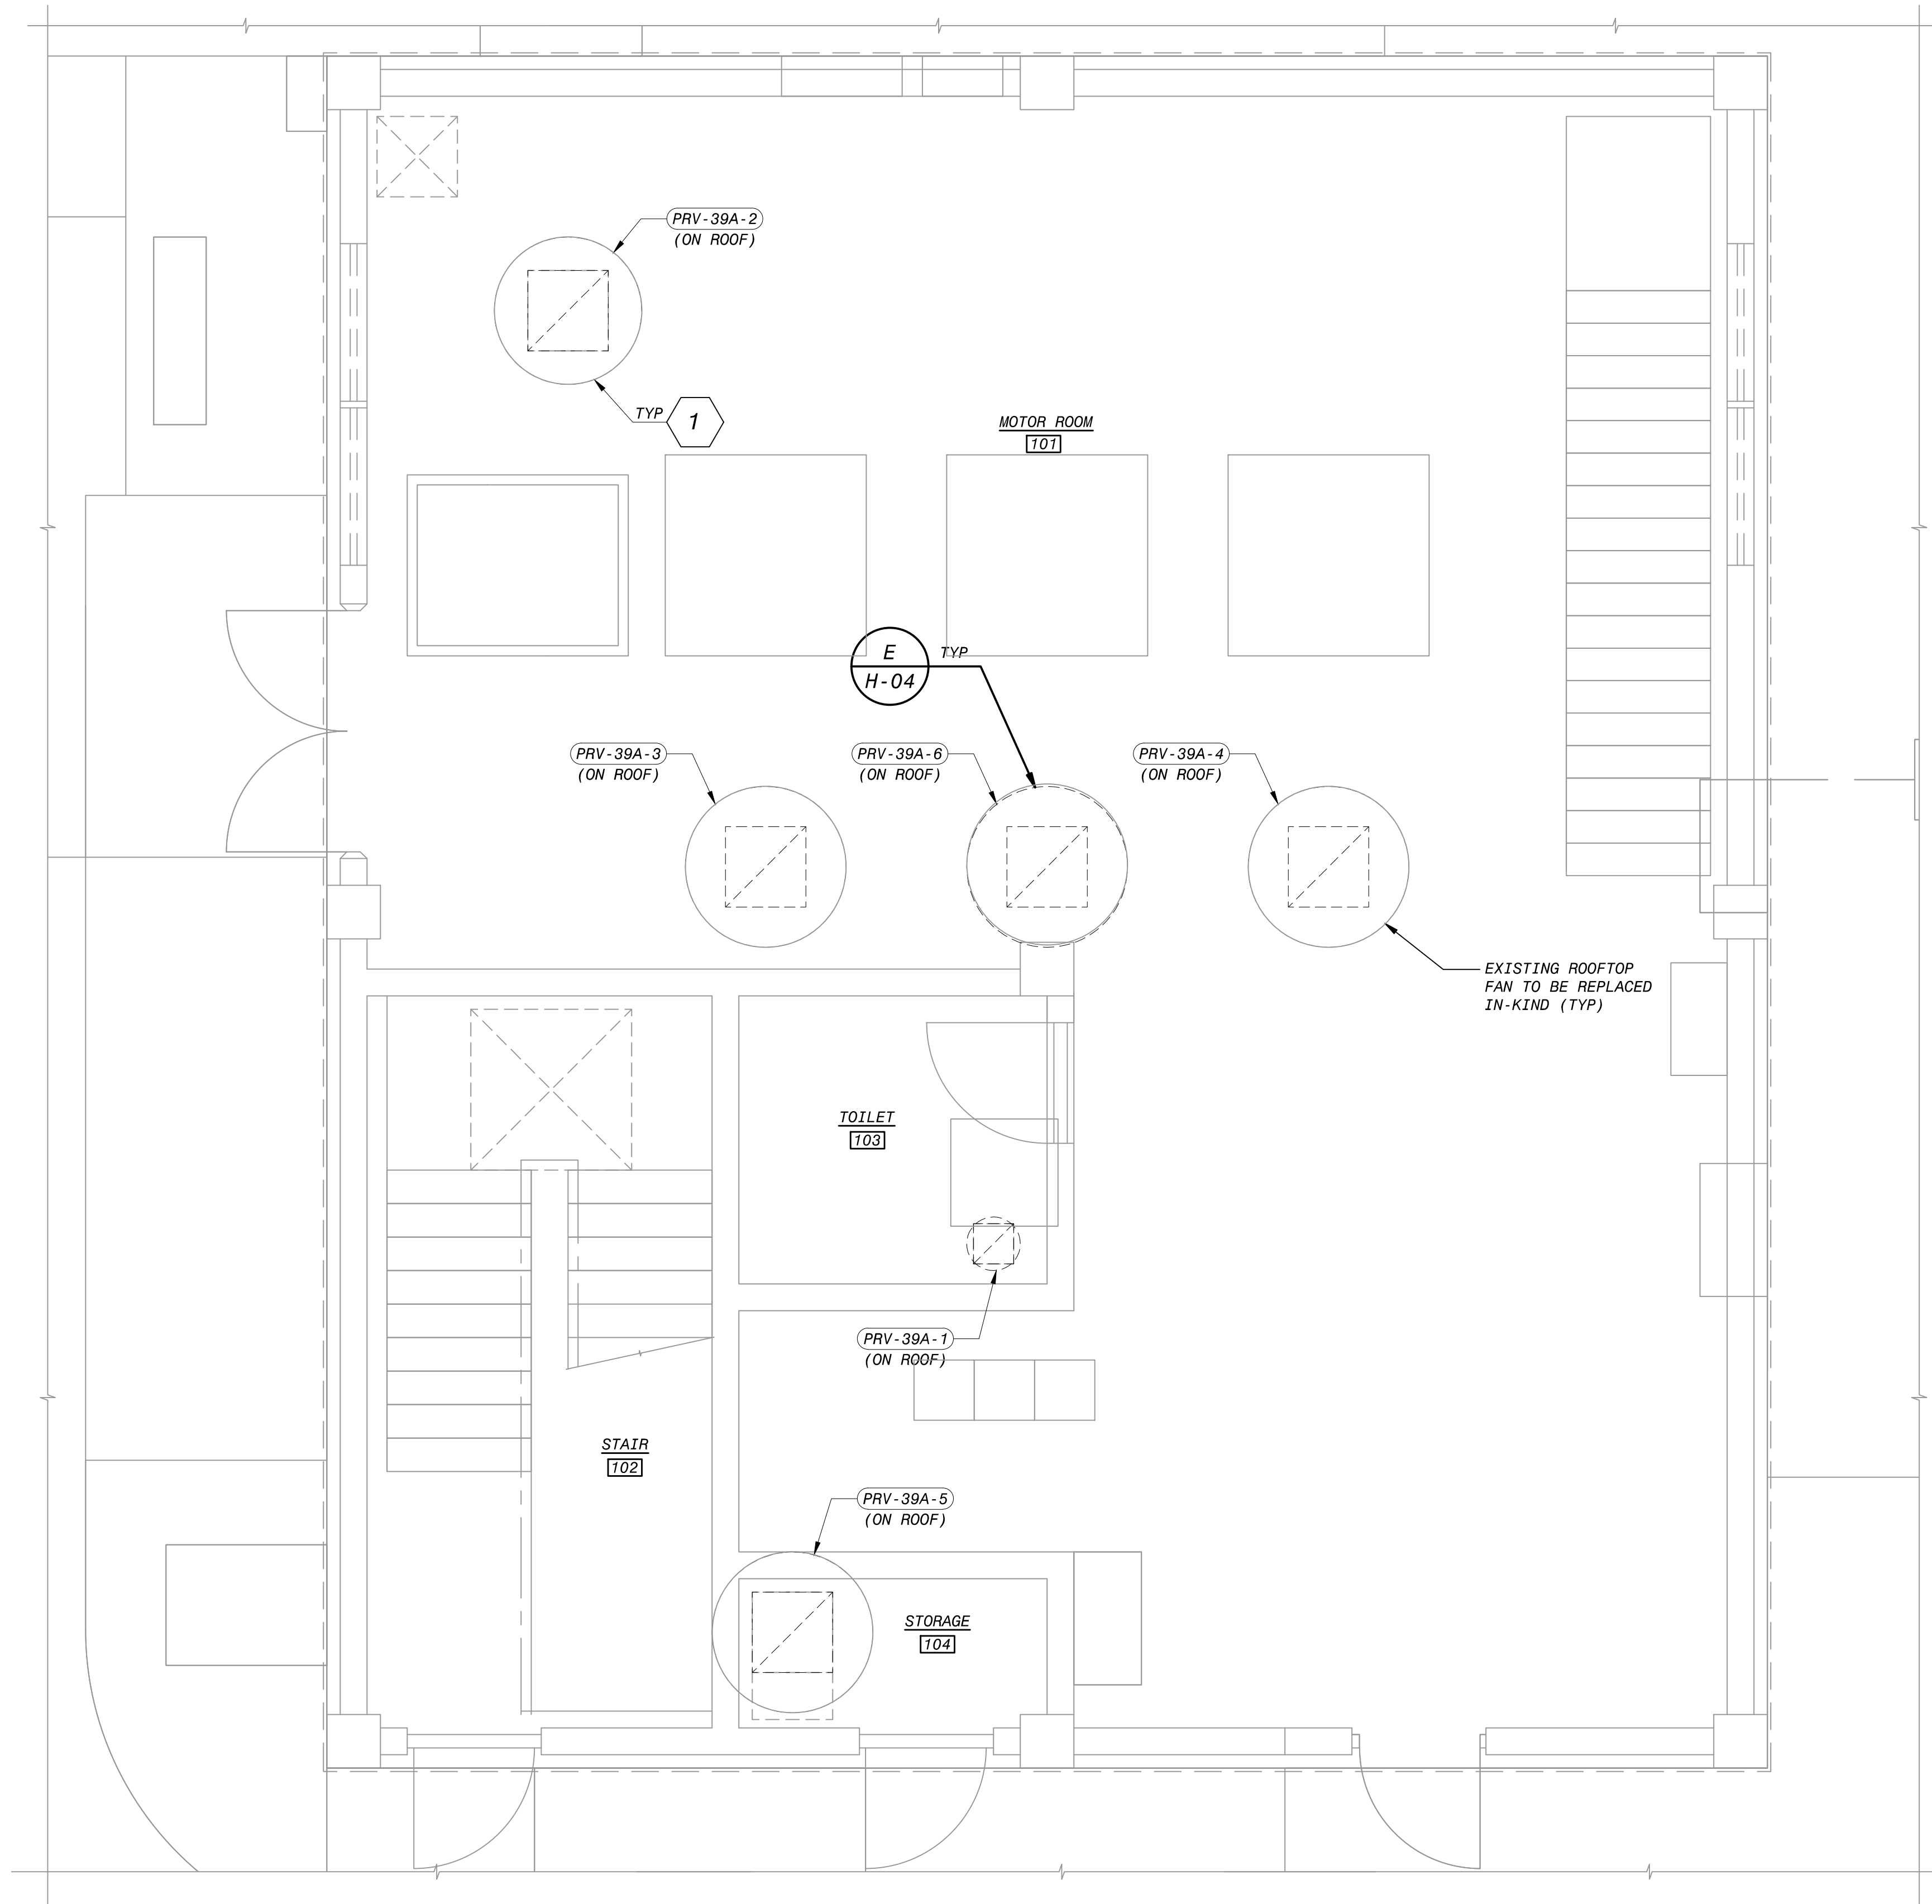 PRV-39A-2
(ON ROOF)
TYP
1
MOTOR ROOM
101
E
H-04
TYP
PRV-39A-3
(ON ROOF)
PRV-39A-6
(ON ROOF)
PRV-39A-4
(ON ROOF)
EXISTING ROOFTOP
FAN TO BE REPLACED
IN-KIND (TYP)
TOILET
103
PRV-39A-1
(ON ROOF)
STAIR
102
PRV-39A-5
(ON ROOF)
STORAGE
104